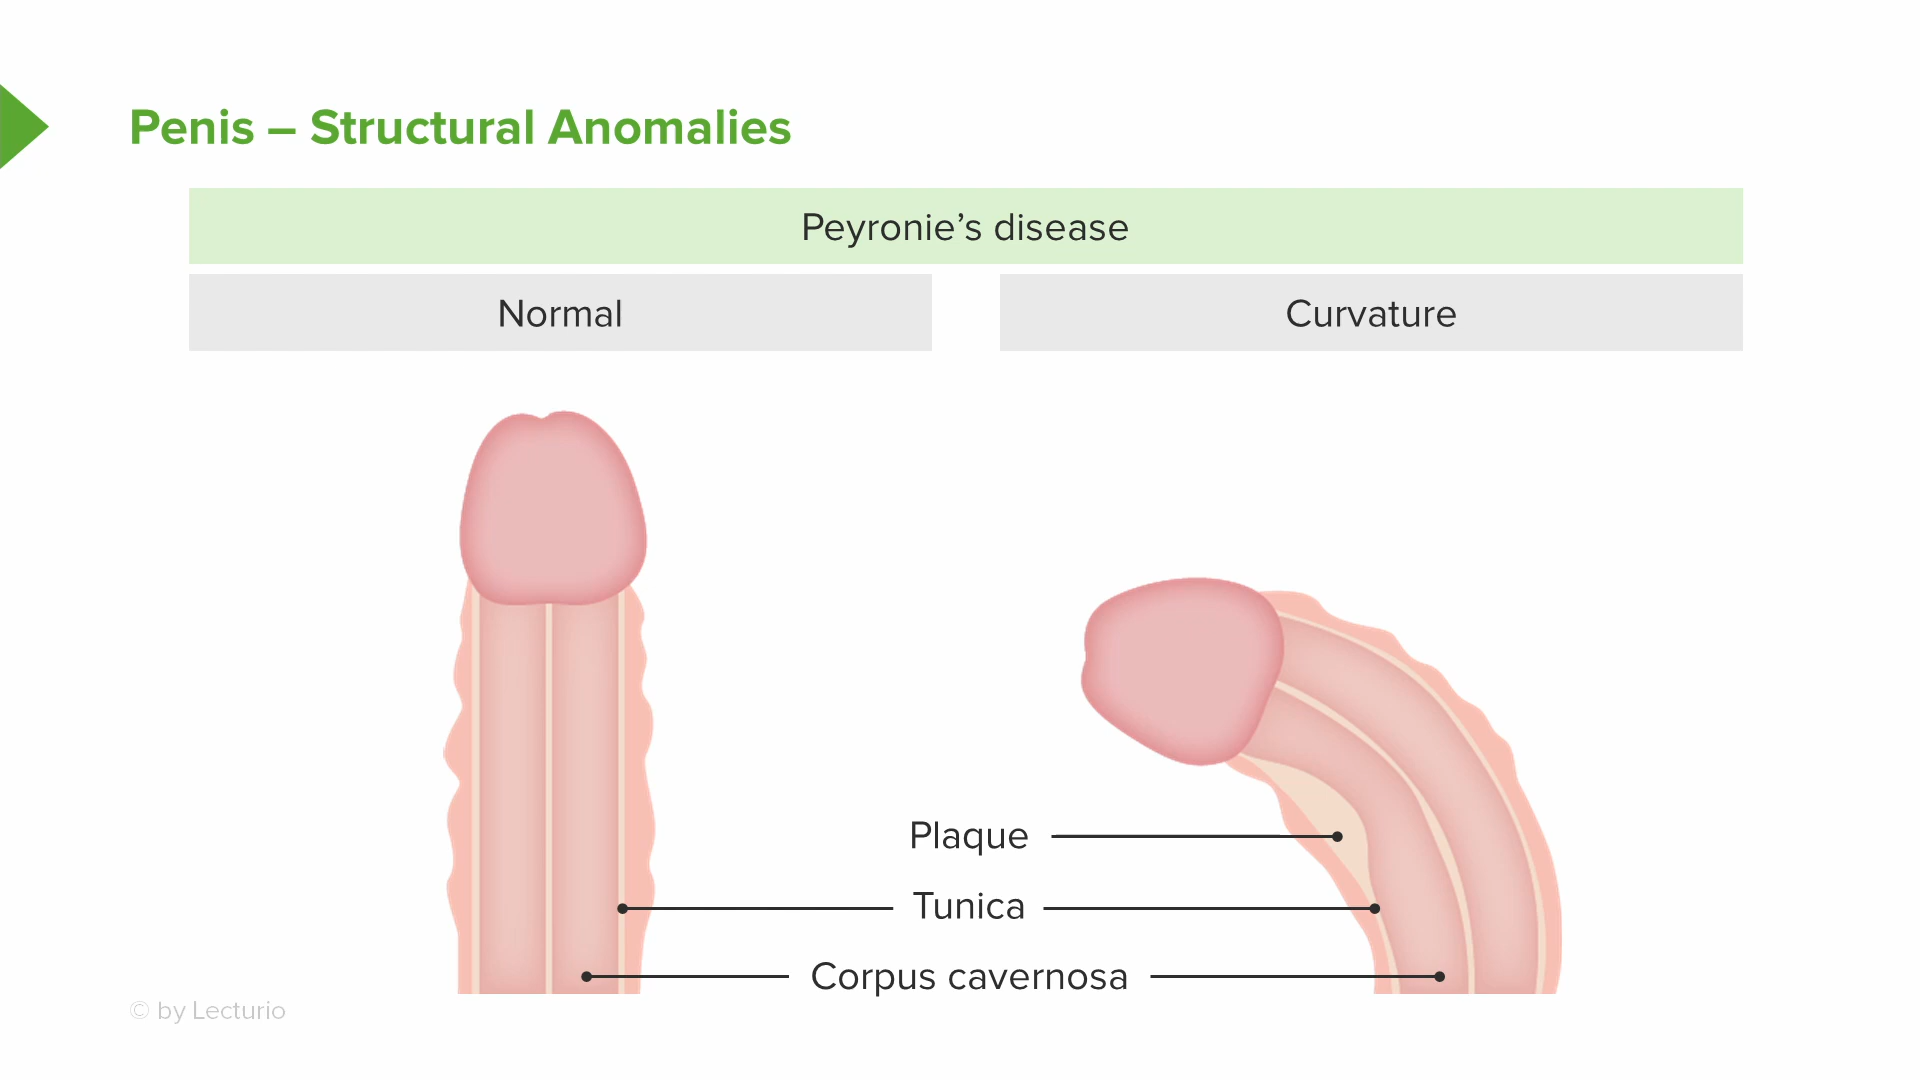 Penis – Structural Anomalies
Peyronie’s disease
Normal
Curvature
Plaque
Tunica
Corpus cavernosa
© by Lecturio